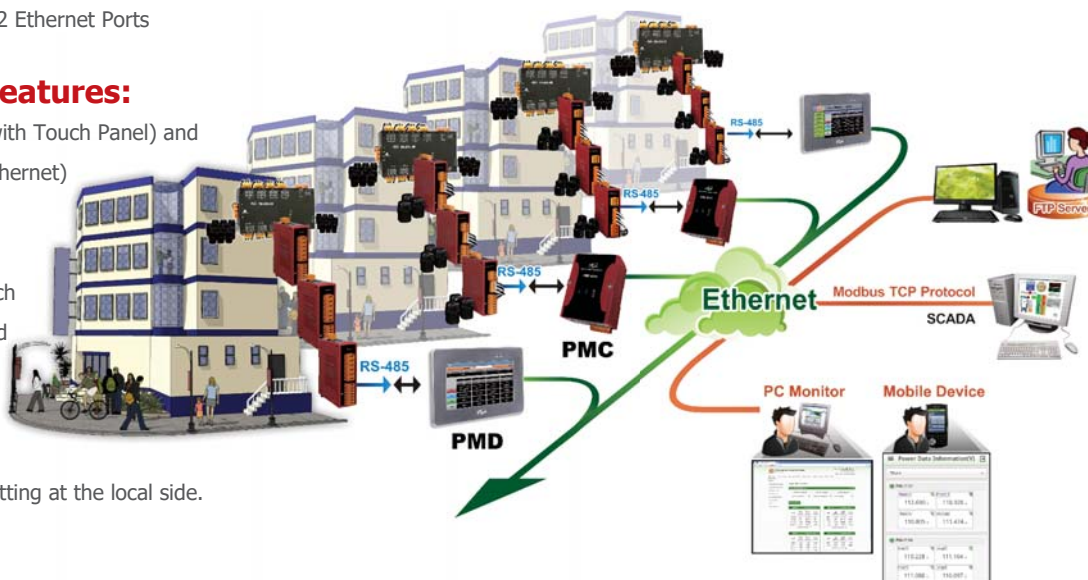 2 Ethernet Ports
eatures:
with Touch Panel) and
hernet)
ch
d
tting at the local side.
RS-485
RS-485
RS-485
RS-485
PMC
PMD
Ethernet
FTP Server
Modbus TCP Protocol
SCADA
PC Monitor
Mobile Device
Power Data Information(V)